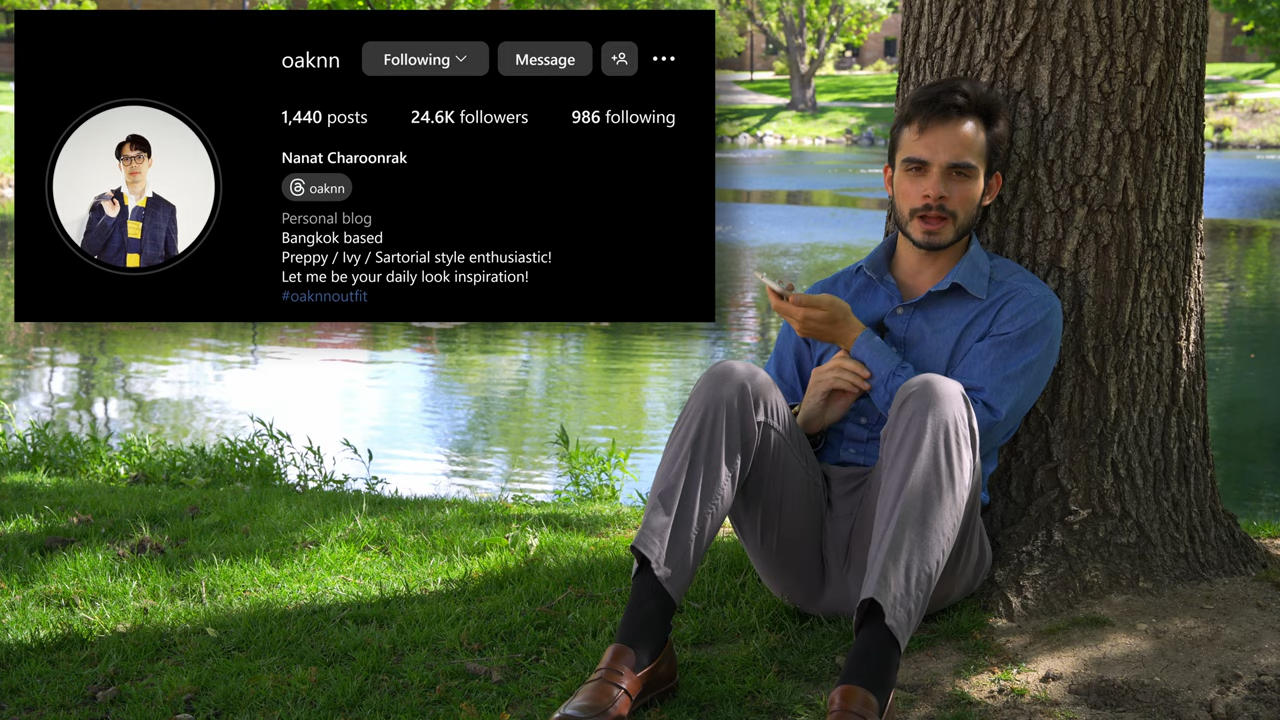 oaknn Following Message
1,440 posts 24.6K followers 986 following
Nanat Charoonrak
oaknn
Personal blog
Bangkok based
Preppy / Ivy / Sartorial style enthusiastic!
Let me be your daily look inspiration!
#oaknnoutfit